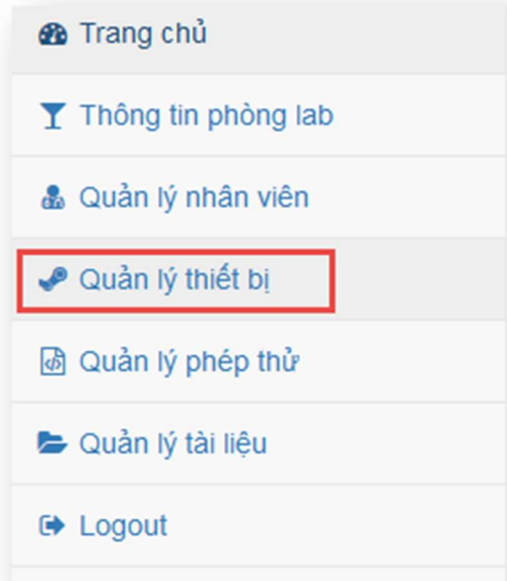 Trang chủ
Thông tin phòng lab
Quản lý nhân viên
Quản lý thiết bị
Quản lý phép thử
Quản lý tài liệu
Logout